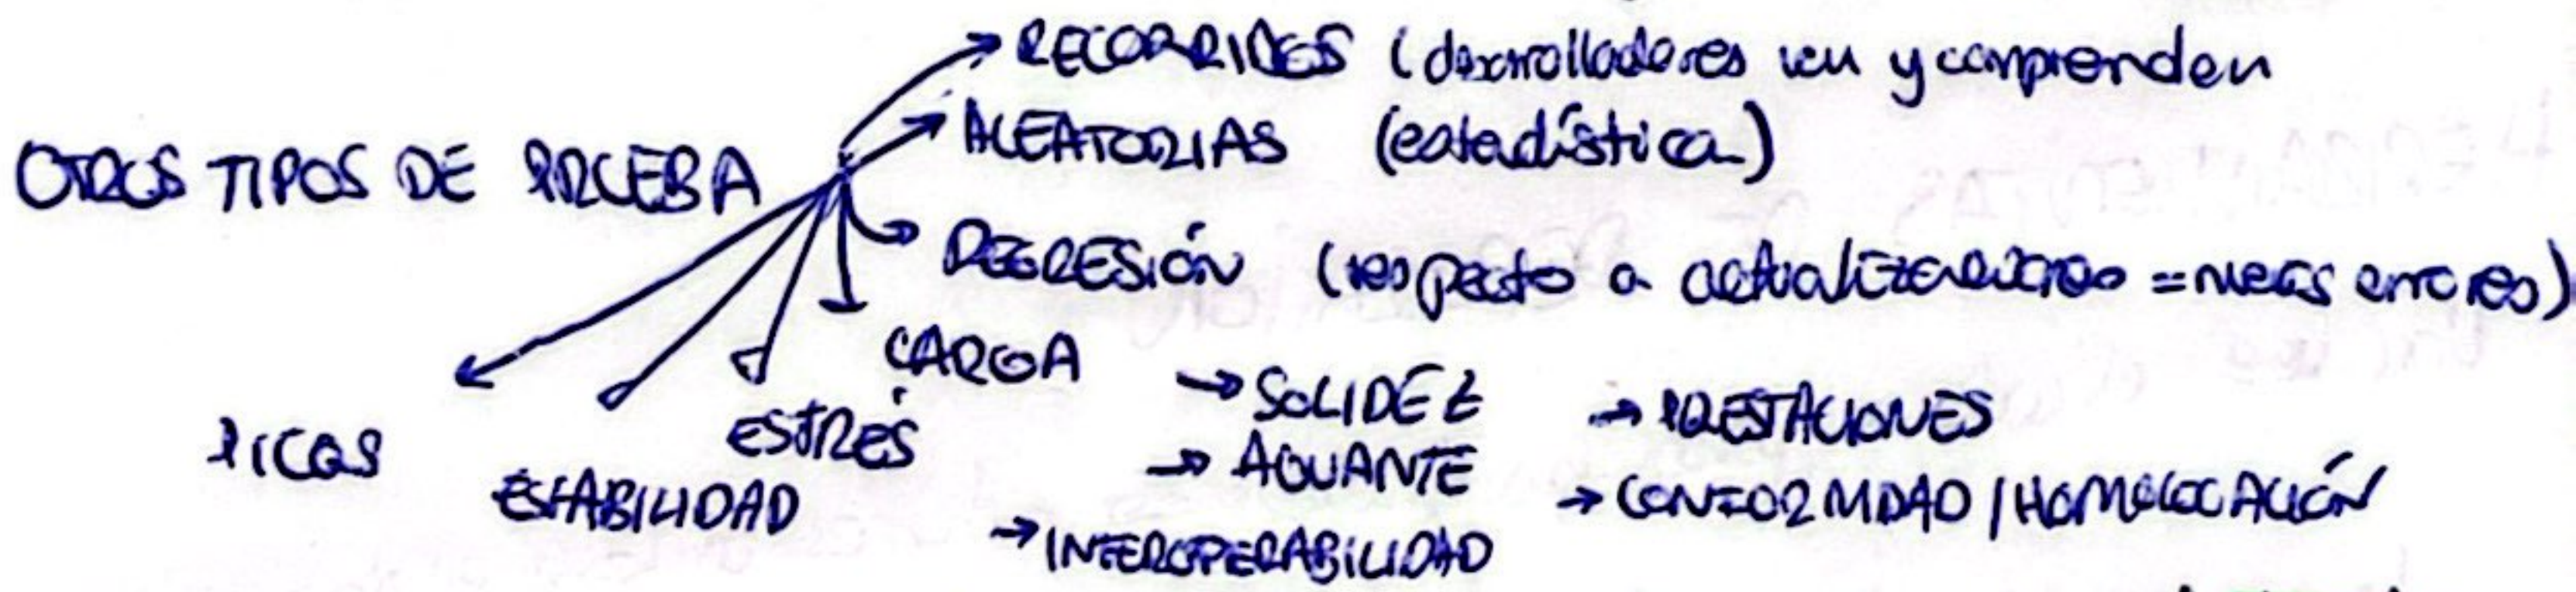 RECORRIDOS (desarrolladores ven y comprenden
ALEATORIAS (estadística)
OTROS TIPOS DE PRUEBA
REGRESIÓN (respecto a actualizaciones = nuevos errores)
CARGA
→ SOLIDEZ → PRESTACIONES
PICOS ESTRÉS → AGUANTE
ESTABILIDAD → CONFORMIDAD / HOMOLOGACIÓN
→ INTEROPERABILIDAD